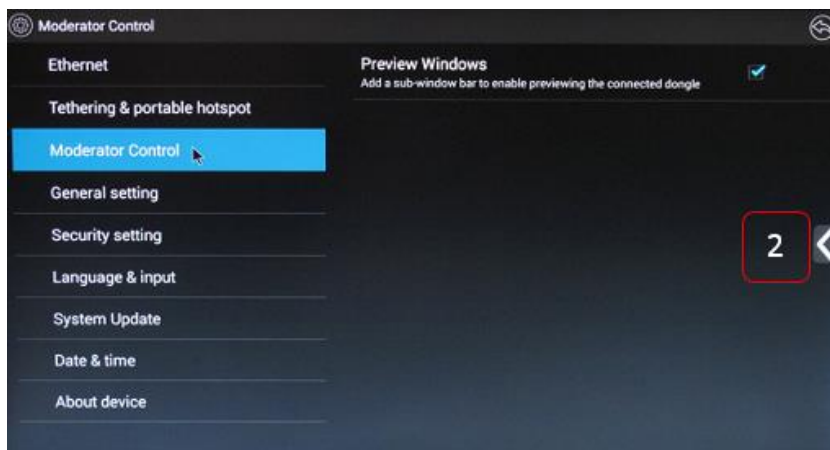 Moderator Control
Ethernet
Tethering & portable hotspot
Moderator Control
General setting
Security setting
Language & input
System Update
Date & time
About device
Preview Windows
Add a sub-window bar to enable previewing the connected dongle
2